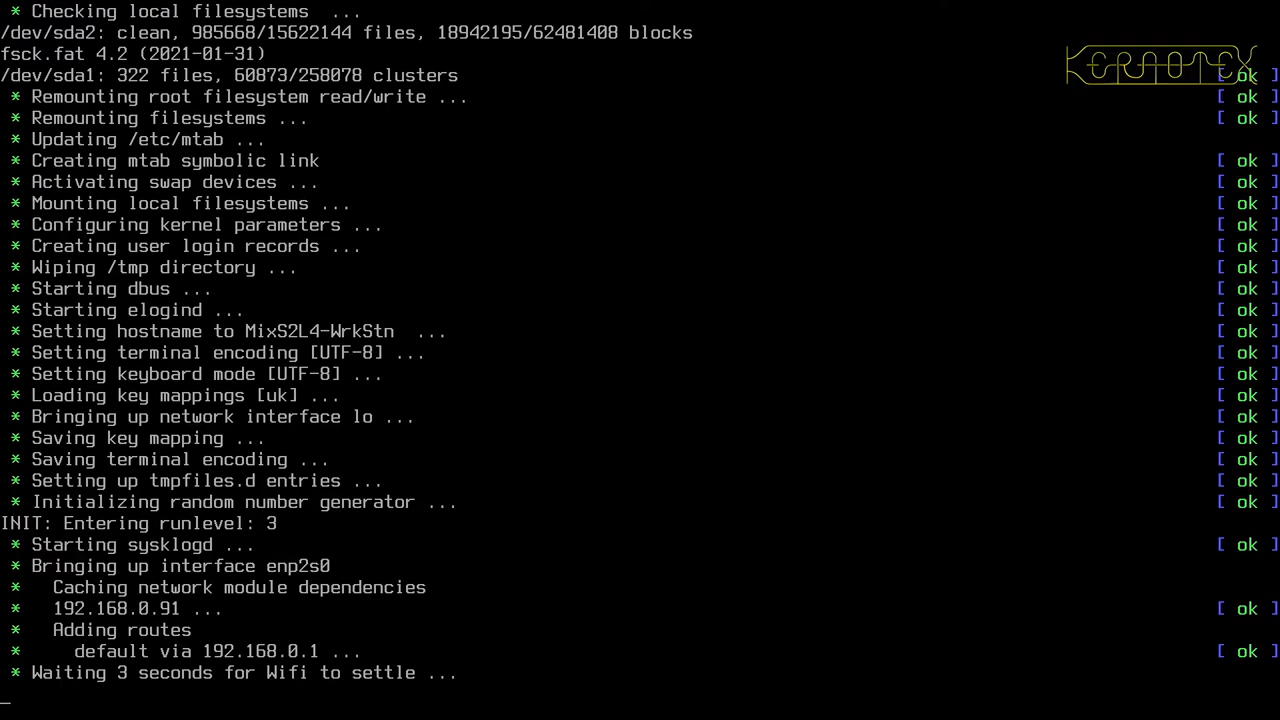 * Checking local filesystems  ...
/dev/sda2: clean, 985668/15622144 files, 18942195/62481408 blocks
fsck.fat 4.2 (2021-01-31)
KERAOTEX
/dev/sda1: 322 files, 60873/258078 clusters [ ok ]
* Remounting root filesystem read/write ... [ ok ]
* Remounting filesystems ... [ ok ]
* Updating /etc/mtab ...
* Creating mtab symbolic link [ ok ]
* Activating swap devices ... [ ok ]
* Mounting local filesystems ... [ ok ]
* Configuring kernel parameters ... [ ok ]
* Creating user login records ... [ ok ]
* Wiping /tmp directory ... [ ok ]
* Starting dbus ... [ ok ]
* Starting elogind ... [ ok ]
* Setting hostname to MixS2L4-WrkStn  ... [ ok ]
* Setting terminal encoding [UTF-8] ... [ ok ]
* Setting keyboard mode [UTF-8] ... [ ok ]
* Loading key mappings [uk] ... [ ok ]
* Bringing up network interface lo ... [ ok ]
* Saving key mapping ... [ ok ]
* Saving terminal encoding ... [ ok ]
* Setting up tmpfiles.d entries ... [ ok ]
* Initializing random number generator ... [ ok ]
INIT: Entering runlevel: 3
* Starting sysklogd ... [ ok ]
* Bringing up interface enp2s0
*   Caching network module dependencies
*   192.168.0.91 ... [ ok ]
*   Adding routes
*     default via 192.168.0.1 ... [ ok ]
* Waiting 3 seconds for Wifi to settle ...
_